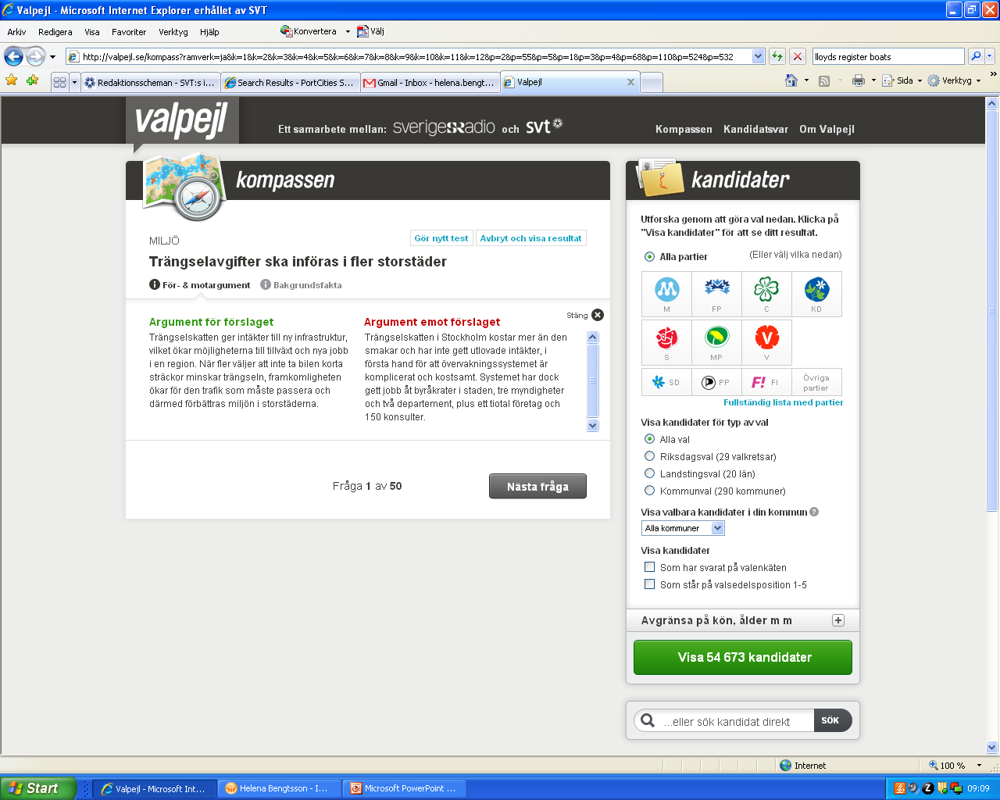 Valpejl - Microsoft Internet Explorer erhållet av SVT
Arkiv Redigera Visa Favoriter Verktyg Hjälp Konvertera Välj
http://valpejl.se/kompass?ramverk=ja&k=1&k=2&k=3&k=4&k=5&k=6&k=7&k=8&k=9&k=10&k=11&k=12&p=2&p=55&p=5&p=1&p=3&p=4&p=68&p=110&p=524&p=532
lloyds register boats
Redaktionsscheman - SVT:s i... Search Results - PortCities S... Gmail - Inbox - helena.bengt... Valpejl Sida Verktyg
valpejl
Ett samarbete mellan: sverigesradio och svt
Kompassen Kandidatsvar Om Valpejl
kompassen
MILJÖ
Gör nytt test Avbryt och visa resultat
Trängselavgifter ska införas i fler storstäder
För- & motargument Bakgrundsfakta
Stäng
Argument för förslaget
Trängselskatten ger intäkter till ny infrastruktur,
vilket ökar möjligheterna till tillväxt och nya jobb
i en region. När fler väljer att inte ta bilen korta
sträckor minskar trängseln, framkomligheten
ökar för den trafik som måste passera och
därmed förbättras miljön i storstäderna.
Argument emot förslaget
Trängselskatten i Stockholm kostar mer än den
smakar och har inte gett utlovade intäkter, i
första hand för att övervakningssystemet är
komplicerat och kostsamt. Systemet har dock
gett jobb åt byråkrater i staden, tre myndigheter
och två departement, plus ett tiotal företag och
150 konsulter.
Fråga 1 av 50
Nästa fråga
kandidater
Utforska genom att göra val nedan. Klicka på
"Visa kandidater" för att se ditt resultat.
Alla partier (Eller välj vilka nedan)
M FP C KD
S MP V
SD PP F! FI Övriga
partier
Fullständig lista med partier
Visa kandidater för typ av val
Alla val
Riksdagsval (29 valkretsar)
Landstingsval (20 län)
Kommunval (290 kommuner)
Visa valbara kandidater i din kommun ?
Alla kommuner
Visa kandidater
Som har svarat på valenkäten
Som står på valsedelsposition 1-5
Avgränsa på kön, ålder m m
Visa 54 673 kandidater
...eller sök kandidat direkt SÖK
Internet 100 %
Start Valpejl - Microsoft Int... Helena Bengtsson - I... Microsoft PowerPoint ... 09:09